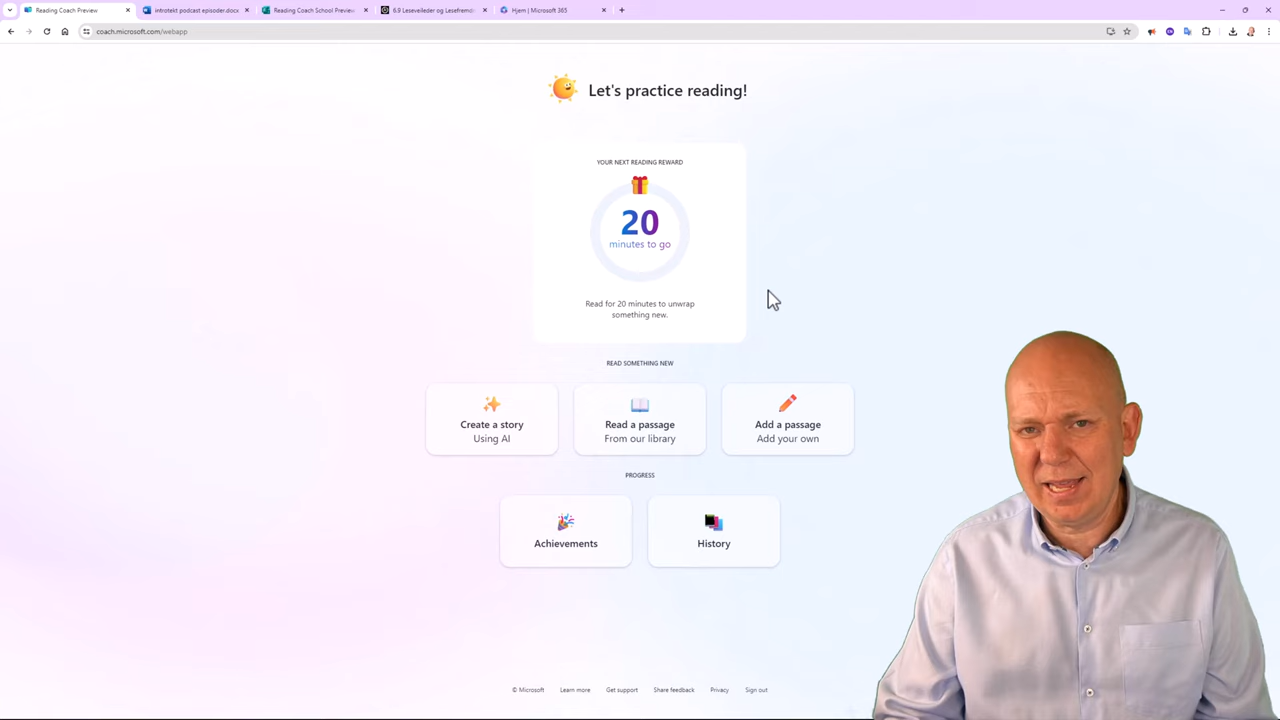 Reading Coach Preview
introtekt podcast episoder.docx
Reading Coach School Preview
6.9 Leseveileder og Lesefremd
Hjem | Microsoft 365
coach.microsoft.com/webapp
Let's practice reading!
YOUR NEXT READING REWARD
20
minutes to go
Read for 20 minutes to unwrap
something new.
READ SOMETHING NEW
Create a story
Using AI
Read a passage
From our library
Add a passage
Add your own
PROGRESS
Achievements
History
© Microsoft
Learn more
Get support
Share feedback
Privacy
Sign out